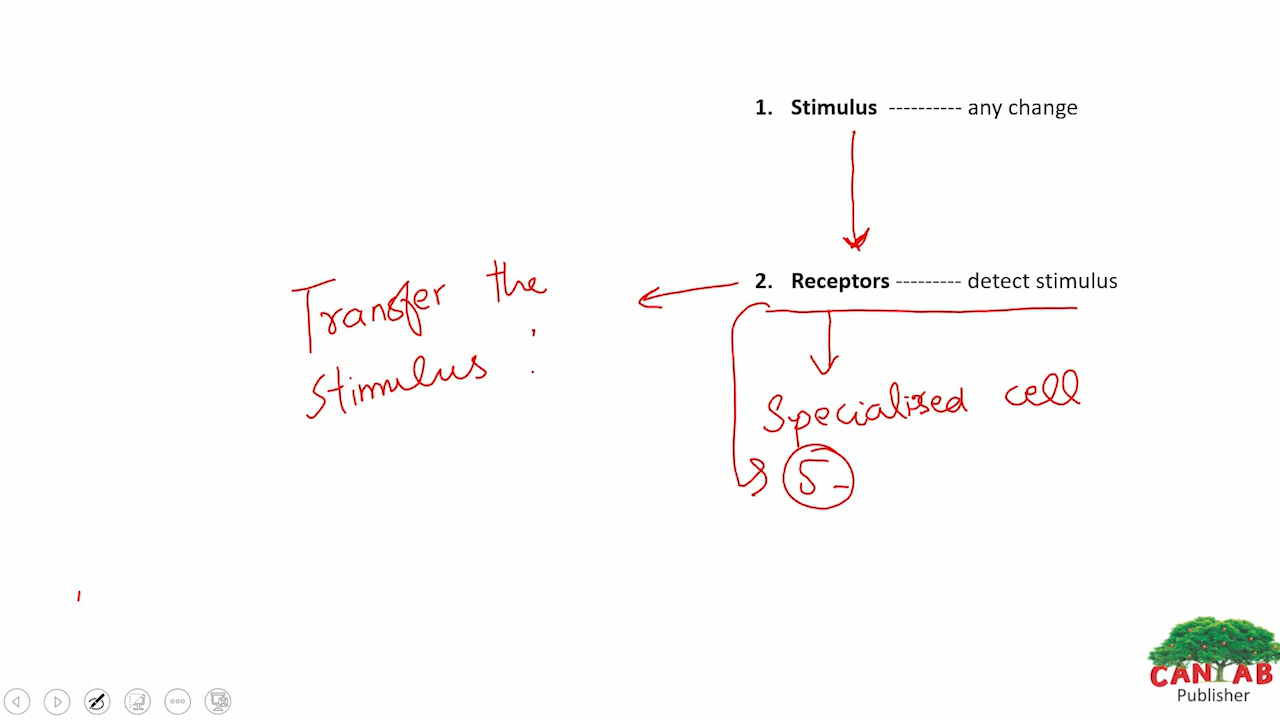 1. Stimulus ---------- any change
2. Receptors --------- detect stimulus
Transfer the
stimulus :
Specialised cell
5-
CANTAB
Publisher